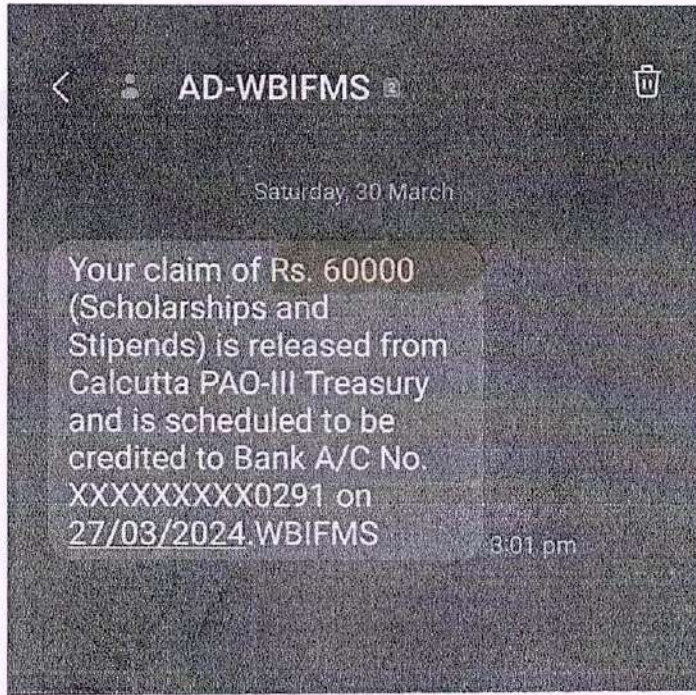 AD-WBIFMS
Saturday, 30 March
Your claim of Rs. 60000
(Scholarships and
Stipends) is released from
Calcutta PAO-III Treasury
and is scheduled to be
credited to Bank A/C No.
XXXXXXXXXX0291 on
27/03/2024.WBIFMS
3:01 pm